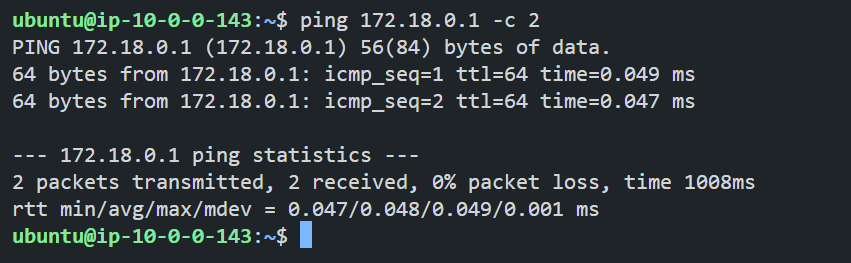 ubuntu@ip-10-0-0-143:~$ ping 172.18.0.1 -c 2
PING 172.18.0.1 (172.18.0.1) 56(84) bytes of data.
64 bytes from 172.18.0.1: icmp_seq=1 ttl=64 time=0.049 ms
64 bytes from 172.18.0.1: icmp_seq=2 ttl=64 time=0.047 ms

--- 172.18.0.1 ping statistics ---
2 packets transmitted, 2 received, 0% packet loss, time 1008ms
rtt min/avg/max/mdev = 0.047/0.048/0.049/0.001 ms
ubuntu@ip-10-0-0-143:~$